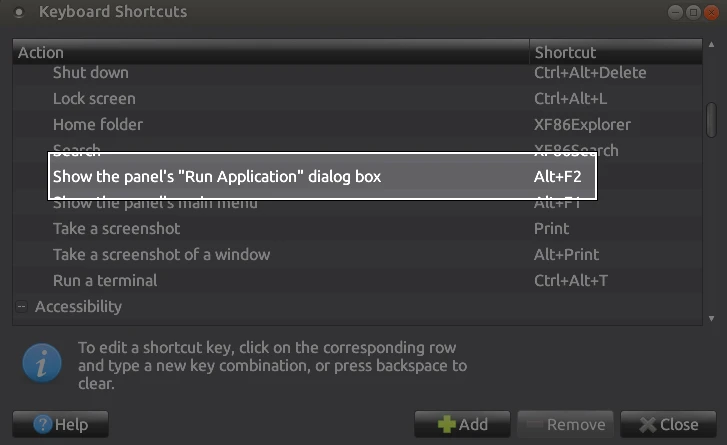 Keyboard Shortcuts
Action Shortcut
Shut down Ctrl+Alt+Delete
Lock screen Ctrl+Alt+L
Home folder XF86Explorer
Search XF86Search
Show the panel's "Run Application" dialog box Alt+F2
Show the panel's main menu Alt+F1
Take a screenshot Print
Take a screenshot of a window Alt+Print
Run a terminal Ctrl+Alt+T
Accessibility
To edit a shortcut key, click on the corresponding row
and type a new key combination, or press backspace to
clear.
Help Add Remove Close